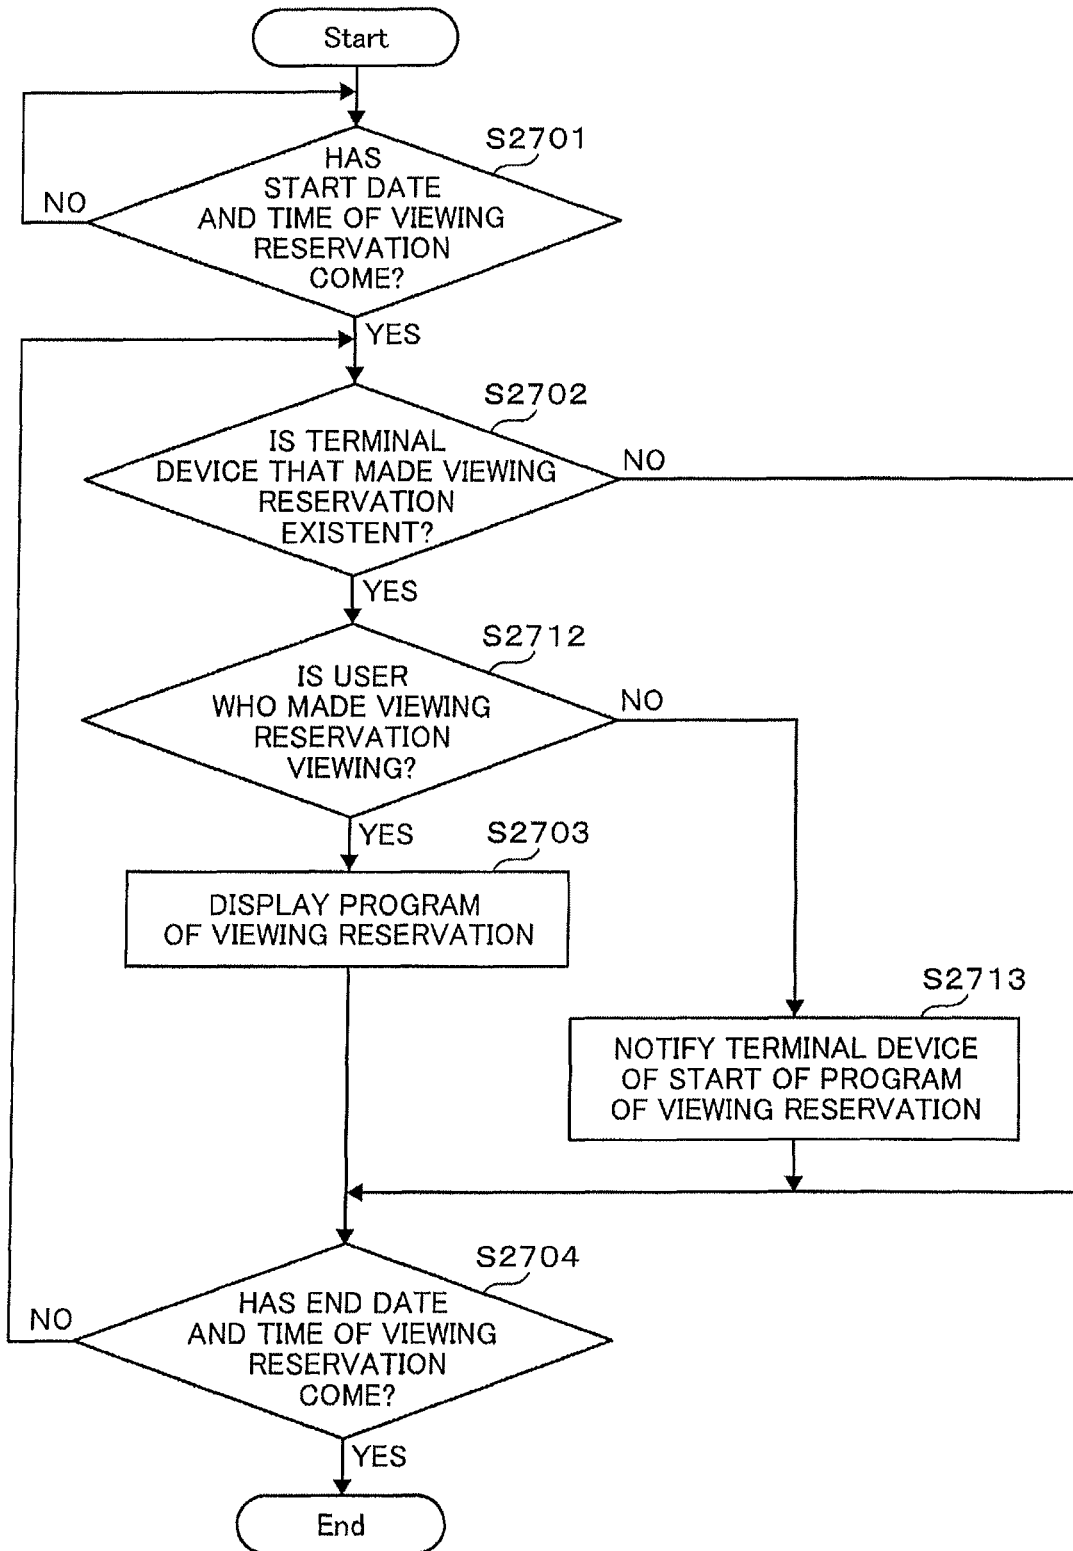 Start
S2701
HAS
START DATE
AND TIME OF VIEWING
RESERVATION
COME?
NO
YES
S2702
IS TERMINAL
DEVICE THAT MADE VIEWING
RESERVATION
EXISTENT?
NO
YES
S2712
IS USER
WHO MADE VIEWING
RESERVATION
VIEWING?
NO
YES
S2703
DISPLAY PROGRAM
OF VIEWING RESERVATION
S2713
NOTIFY TERMINAL DEVICE
OF START OF PROGRAM
OF VIEWING RESERVATION
S2704
HAS END DATE
AND TIME OF VIEWING
RESERVATION
COME?
NO
YES
End